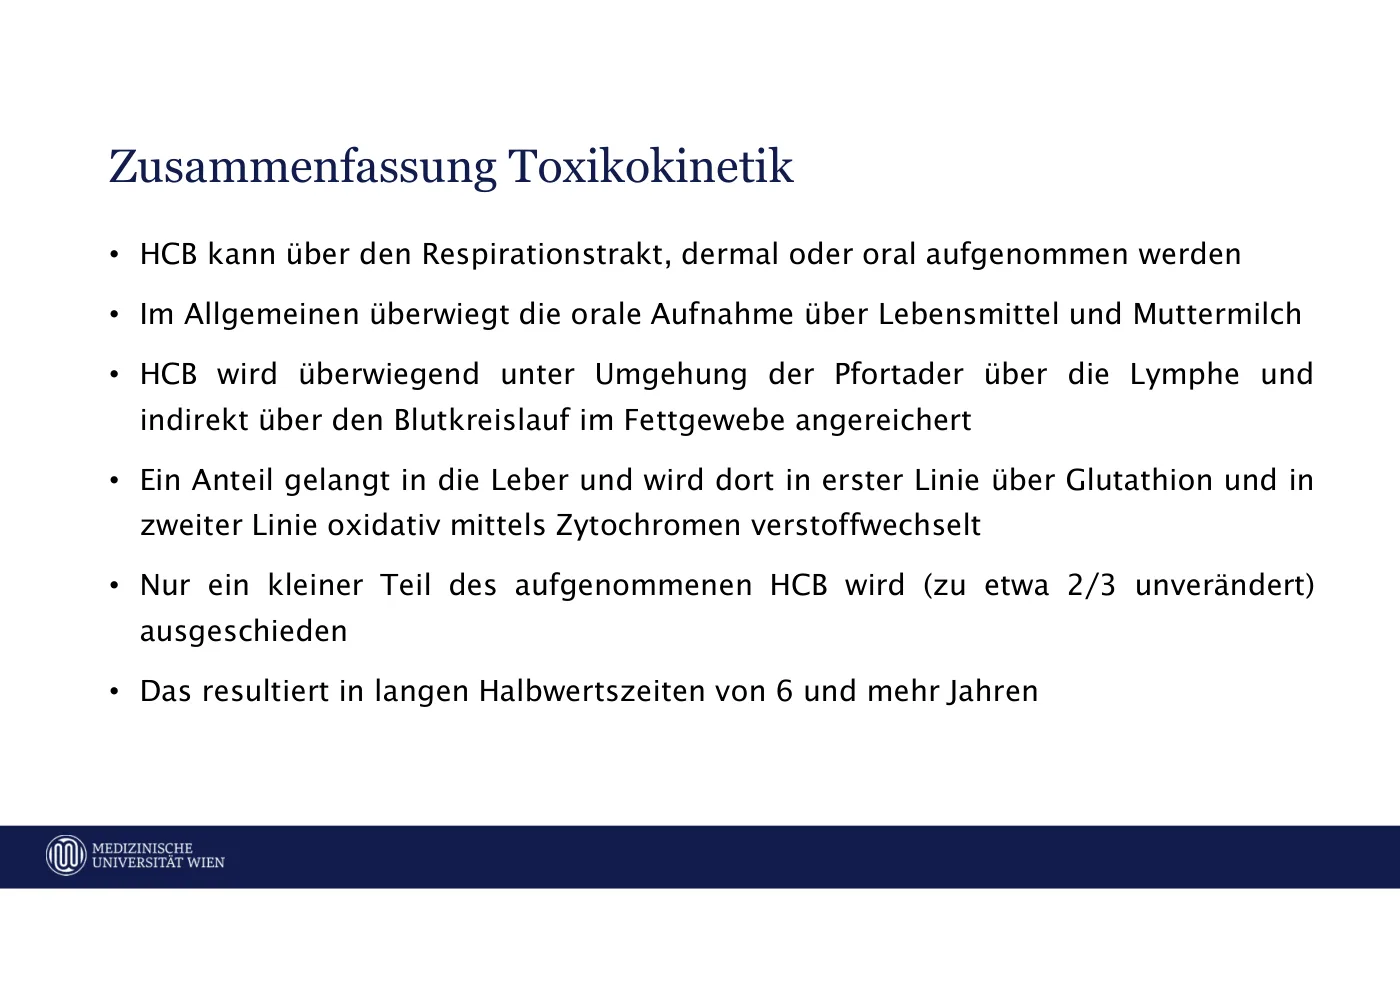 Zusammenfassung Toxikokinetik
• HCB kann über den Respirationstrakt, dermal oder oral aufgenommen werden
• Im Allgemeinen überwiegt die orale Aufnahme über Lebensmittel und Muttermilch
• HCB wird überwiegend unter Umgehung der Pfortader über die Lymphe und
indirekt über den Blutkreislauf im Fettgewebe angereichert
• Ein Anteil gelangt in die Leber und wird dort in erster Linie über Glutathion und in
zweiter Linie oxidativ mittels Zytochromen verstoffwechselt
• Nur ein kleiner Teil des aufgenommenen HCB wird (zu etwa 2/3 unverändert)
ausgeschieden
• Das resultiert in langen Halbwertszeiten von 6 und mehr Jahren
MEDIZINISCHE
UNIVERSITÄT WIEN